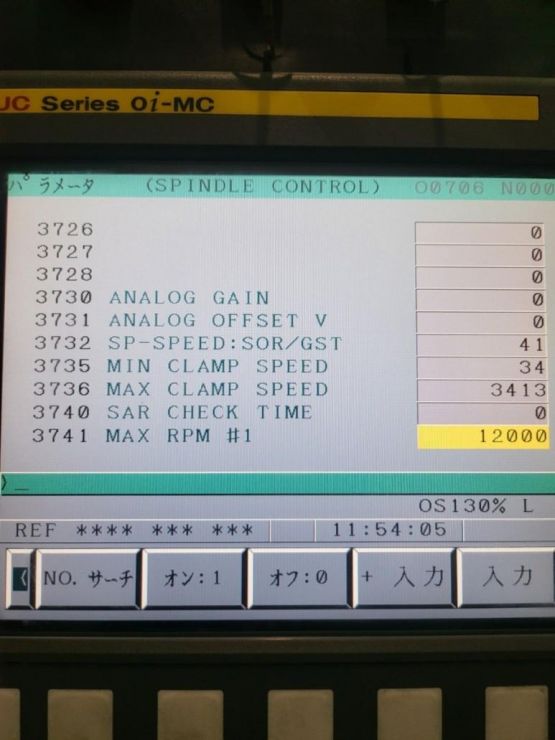 UC Series 0i-MC
パラメータ (SPINDLE CONTROL) O0706 N000
3726 0
3727 0
3728 0
3730 ANALOG GAIN 0
3731 ANALOG OFFSET V 0
3732 SP-SPEED:SOR/GST 41
3735 MIN CLAMP SPEED 34
3736 MAX CLAMP SPEED 3413
3740 SAR CHECK TIME 0
3741 MAX RPM #1 12000
>_
OS130% L
REF **** *** *** 11:54:05
NO. サーチ オン:1 オフ:0 + 入力 入力